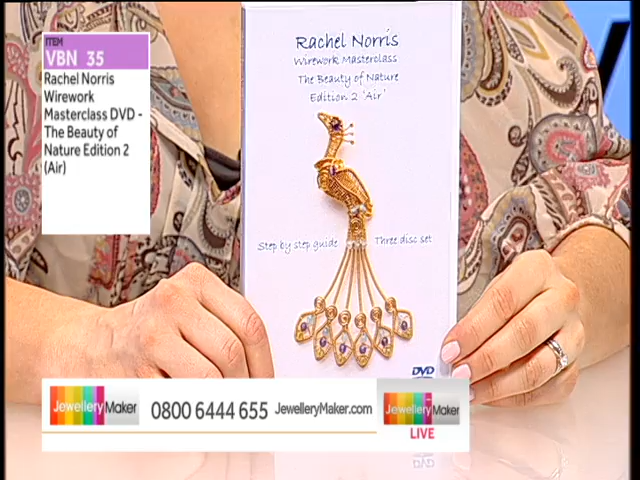 ITEM
VBN 35
Rachel Norris
Wirework
Masterclass DVD -
The Beauty of
Nature Edition 2
(Air)
Rachel Norris
Wirework Masterclass
The Beauty of Nature
Edition 2 'Air'
Step by step guide
Three disc set
DVD
JewelleryMaker
0800 6444 655
JewelleryMaker.com
JewelleryMaker
LIVE